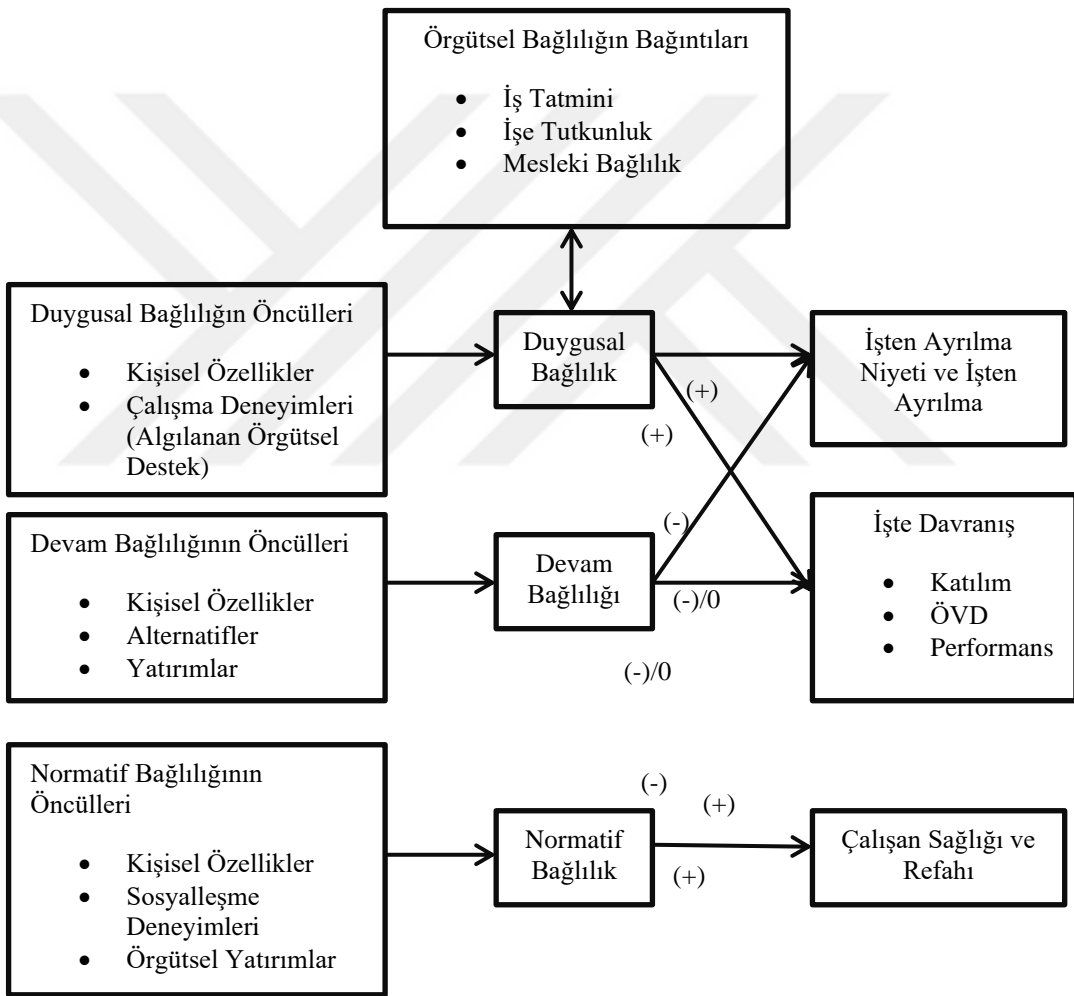 Örgütsel Bağlılığın Bağıntıları
• İş Tatmini
• İşe Tutkunluk
• Mesleki Bağlılık
Duygusal Bağlılığın Öncülleri
• Kişisel Özellikler
• Çalışma Deneyimleri
(Algılanan Örgütsel
Destek)
Duygusal
Bağlılık
(+)
(+)
İşten Ayrılma
Niyeti ve İşten
Ayrılma
Devam Bağlılığının Öncülleri
• Kişisel Özellikler
• Alternatifler
• Yatırımlar
Devam
Bağlılığı
(-)
(-)/0
(-)/0
İşte Davranış
• Katılım
• ÖVD
• Performans
Normatif Bağlılığının
Öncülleri
• Kişisel Özellikler
• Sosyalleşme
Deneyimleri
• Örgütsel Yatırımlar
Normatif
Bağlılık
(-)
(+)
(+)
Çalışan Sağlığı ve
Refahı